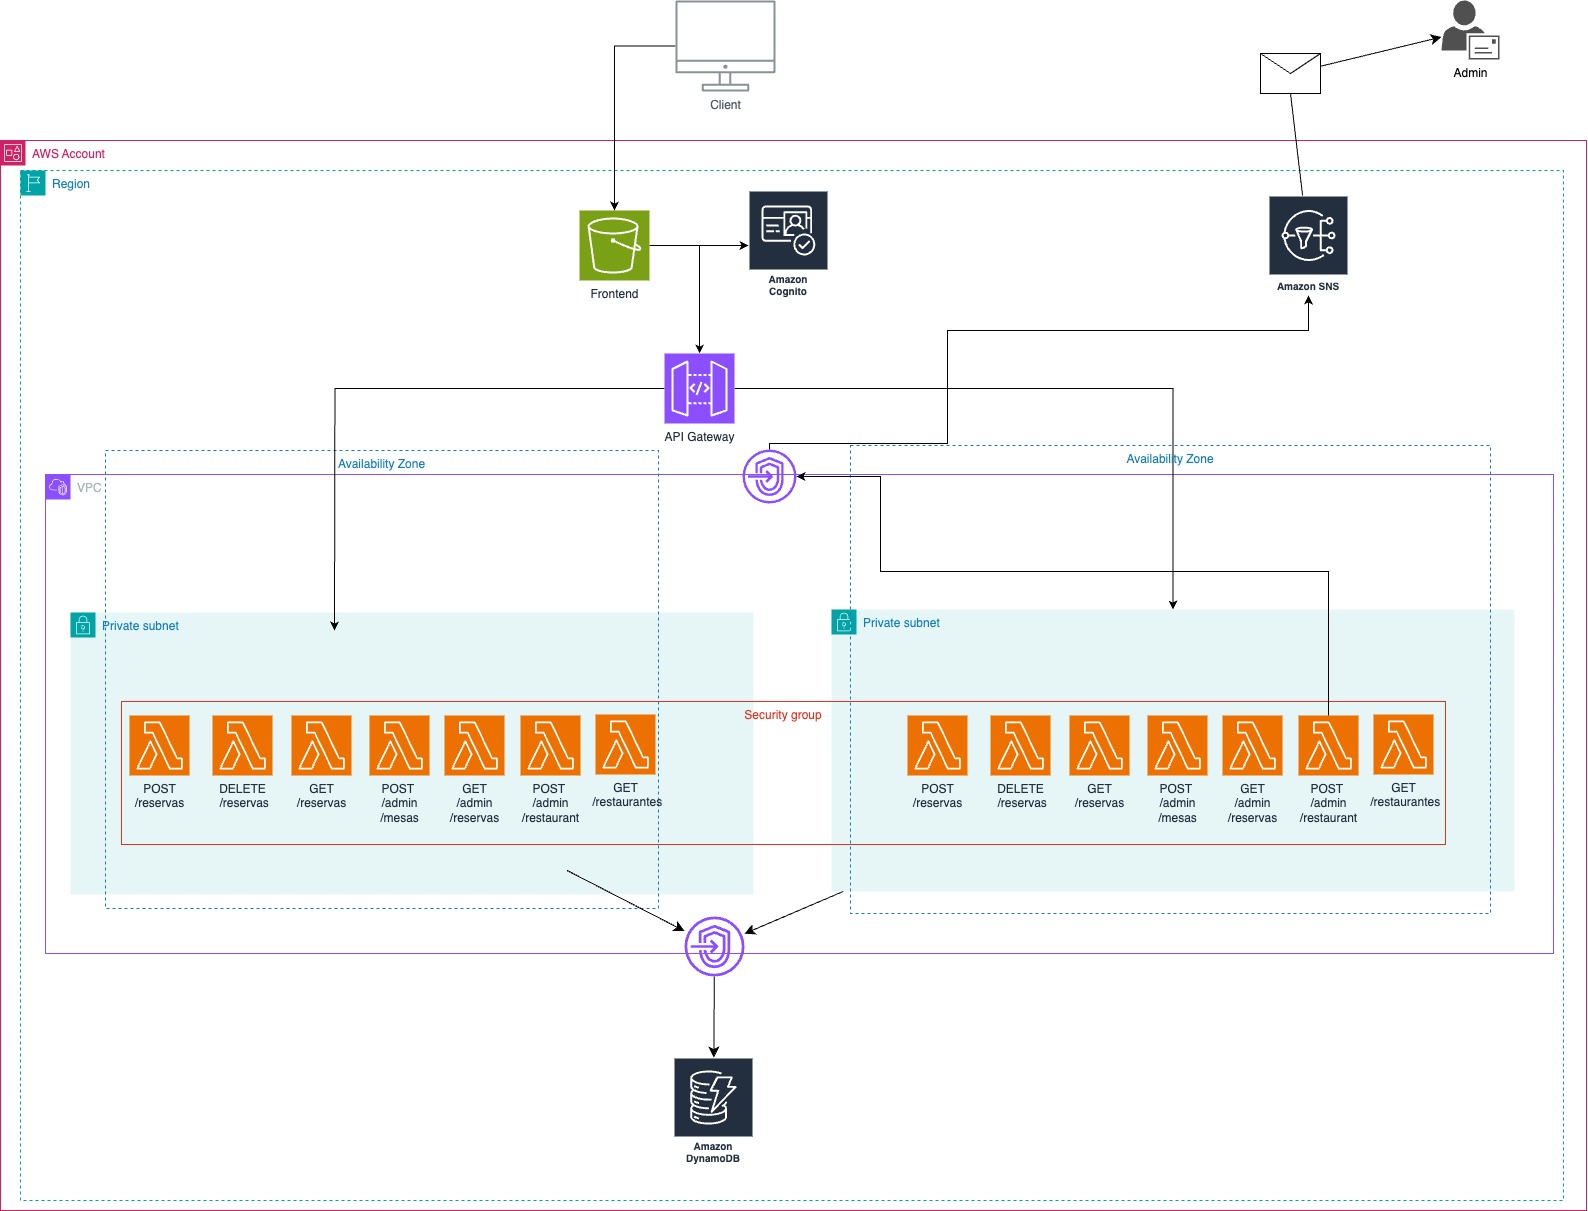 Client
Admin
AWS Account
Region
Frontend
Amazon
Cognito
Amazon SNS
API Gateway
Availability Zone
Availability Zone
VPC
Private subnet
Private subnet
Security group
POST
/reservas
DELETE
/reservas
GET
/reservas
POST
/admin
/mesas
GET
/admin
/reservas
POST
/admin
/restaurant
GET
/restaurantes
POST
/reservas
DELETE
/reservas
GET
/reservas
POST
/admin
/mesas
GET
/admin
/reservas
POST
/admin
/restaurant
GET
/restaurantes
Amazon
DynamoDB